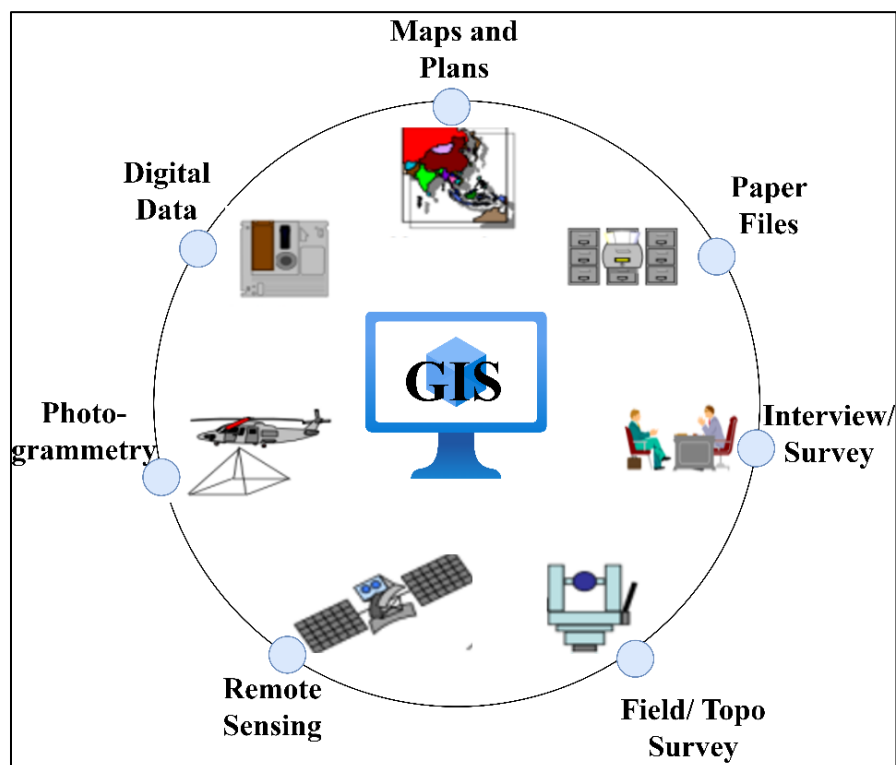 Maps and
Plans
Digital
Data
Paper
Files
GIS
Photo-
grammetry
Interview/
Survey
Remote
Sensing
Field/ Topo
Survey